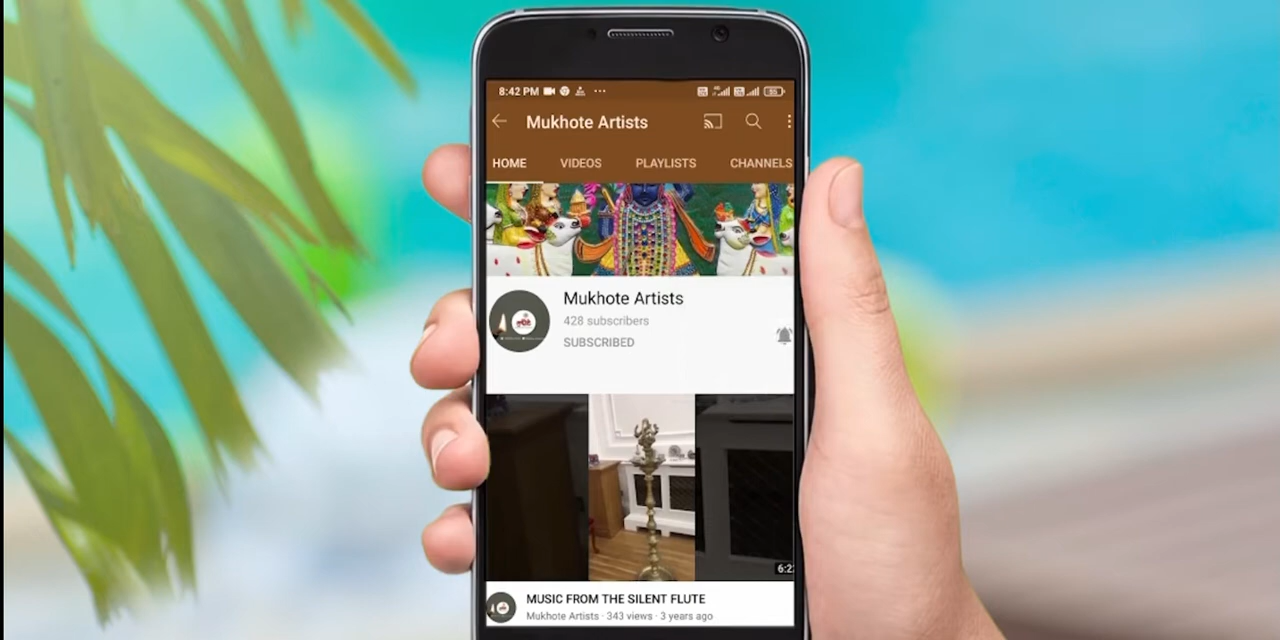 8:42 PM
Mukhote Artists
HOME VIDEOS PLAYLISTS CHANNELS
Mukhote Artists
428 subscribers
SUBSCRIBED
6:2
MUSIC FROM THE SILENT FLUTE
Mukhote Artists · 343 views · 3 years ago